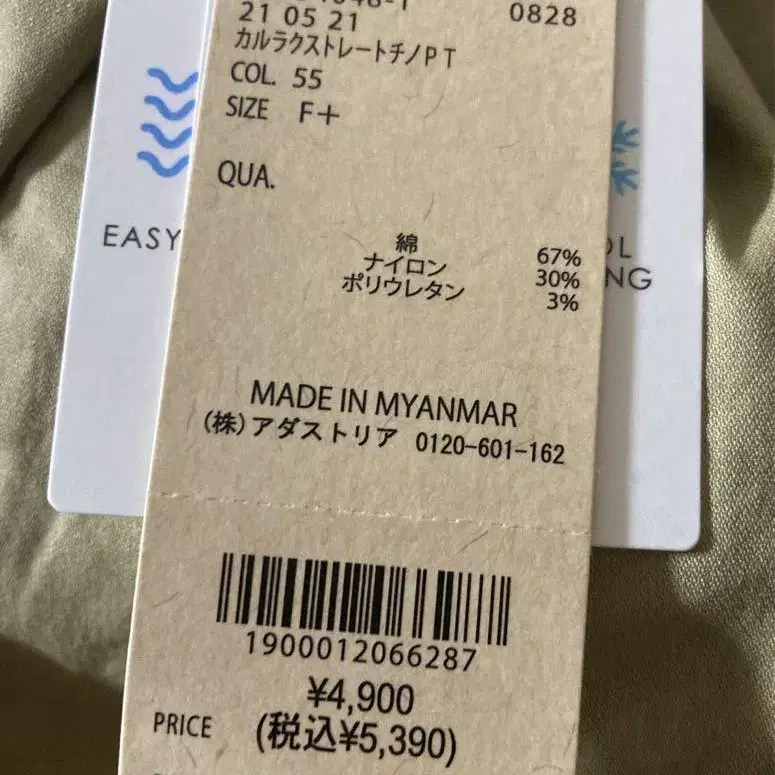 0828
21 05 21
カルラクストレートチノPT
COL. 55
SIZE F+
QUA.
EASY
綿 67%
ナイロン 30%
ポリウレタン 3%
OL
NG
MADE IN MYANMAR
(株)アダストリア 0120-601-162
1900012066287
¥4,900
PRICE (税込¥5,390)